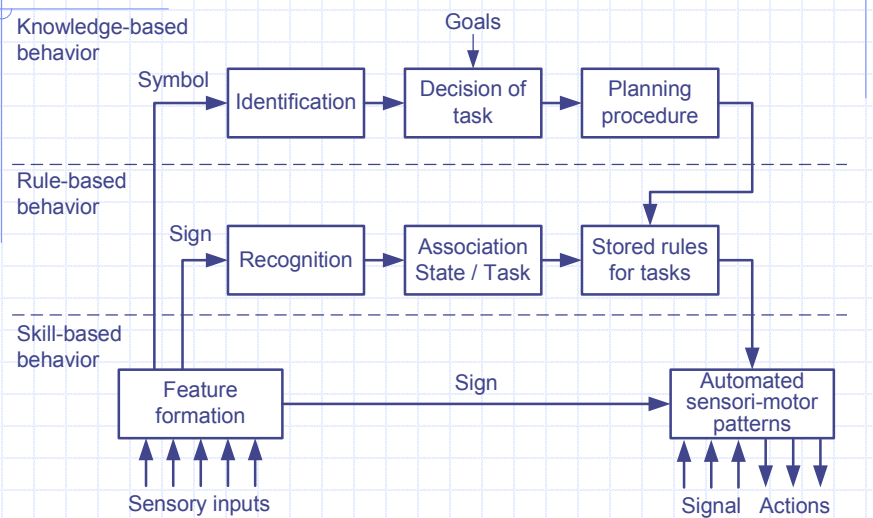 Knowledge-based
behavior
Goals
Symbol
Identification
Decision of
task
Planning
procedure
Rule-based
behavior
Sign
Recognition
Association
State / Task
Stored rules
for tasks
Skill-based
behavior
Feature
formation
Sign
Automated
sensori-motor
patterns
Sensory inputs
Signal
Actions